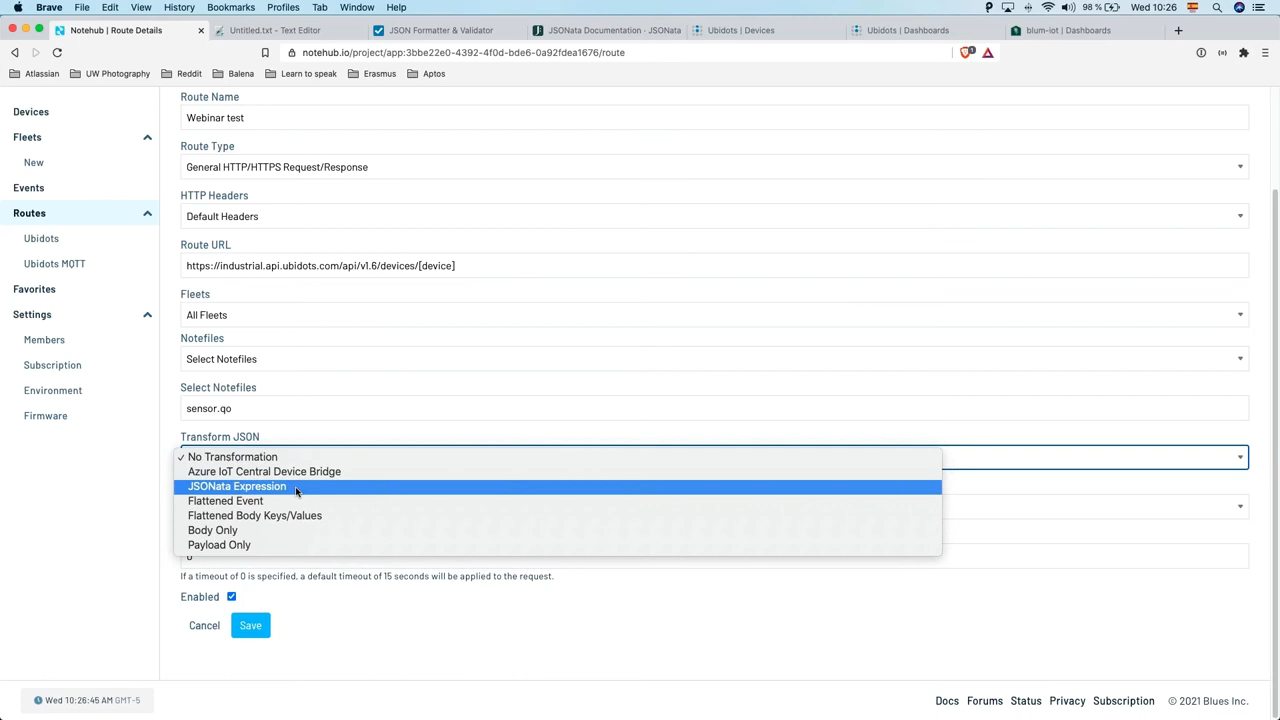 Brave File Edit View History Bookmarks Profiles Tab Window Help 98 % Wed 10:26
Notehub | Route Details
Untitled.txt - Text Editor
JSON Formatter & Validator
JSONata Documentation · JSONata
Ubidots | Devices
Ubidots | Dashboards
blum-iot | Dashboards
notehub.io/project/app:3bbe22e0-4392-4f0d-bde6-0a92fdea1676/route
1
Atlassian UW Photography Reddit Balena Learn to speak Erasmus Aptos
Devices
Fleets
New
Events
Routes
Ubidots
Ubidots MQTT
Favorites
Settings
Members
Subscription
Environment
Firmware
Route Name
Webinar test
Route Type
General HTTP/HTTPS Request/Response
HTTP Headers
Default Headers
Route URL
https://industrial.api.ubidots.com/api/v1.6/devices/[device]
Fleets
All Fleets
Notefiles
Select Notefiles
Select Notefiles
sensor.qo
Transform JSON
✓ No Transformation
Azure IoT Central Device Bridge
JSONata Expression
Flattened Event
Flattened Body Keys/Values
Body Only
Payload Only
If a timeout of 0 is specified, a default timeout of 15 seconds will be applied to the request.
Enabled
Cancel Save
Wed 10:26:45 AM GMT-5
Docs Forums Status Privacy Subscription © 2021 Blues Inc.